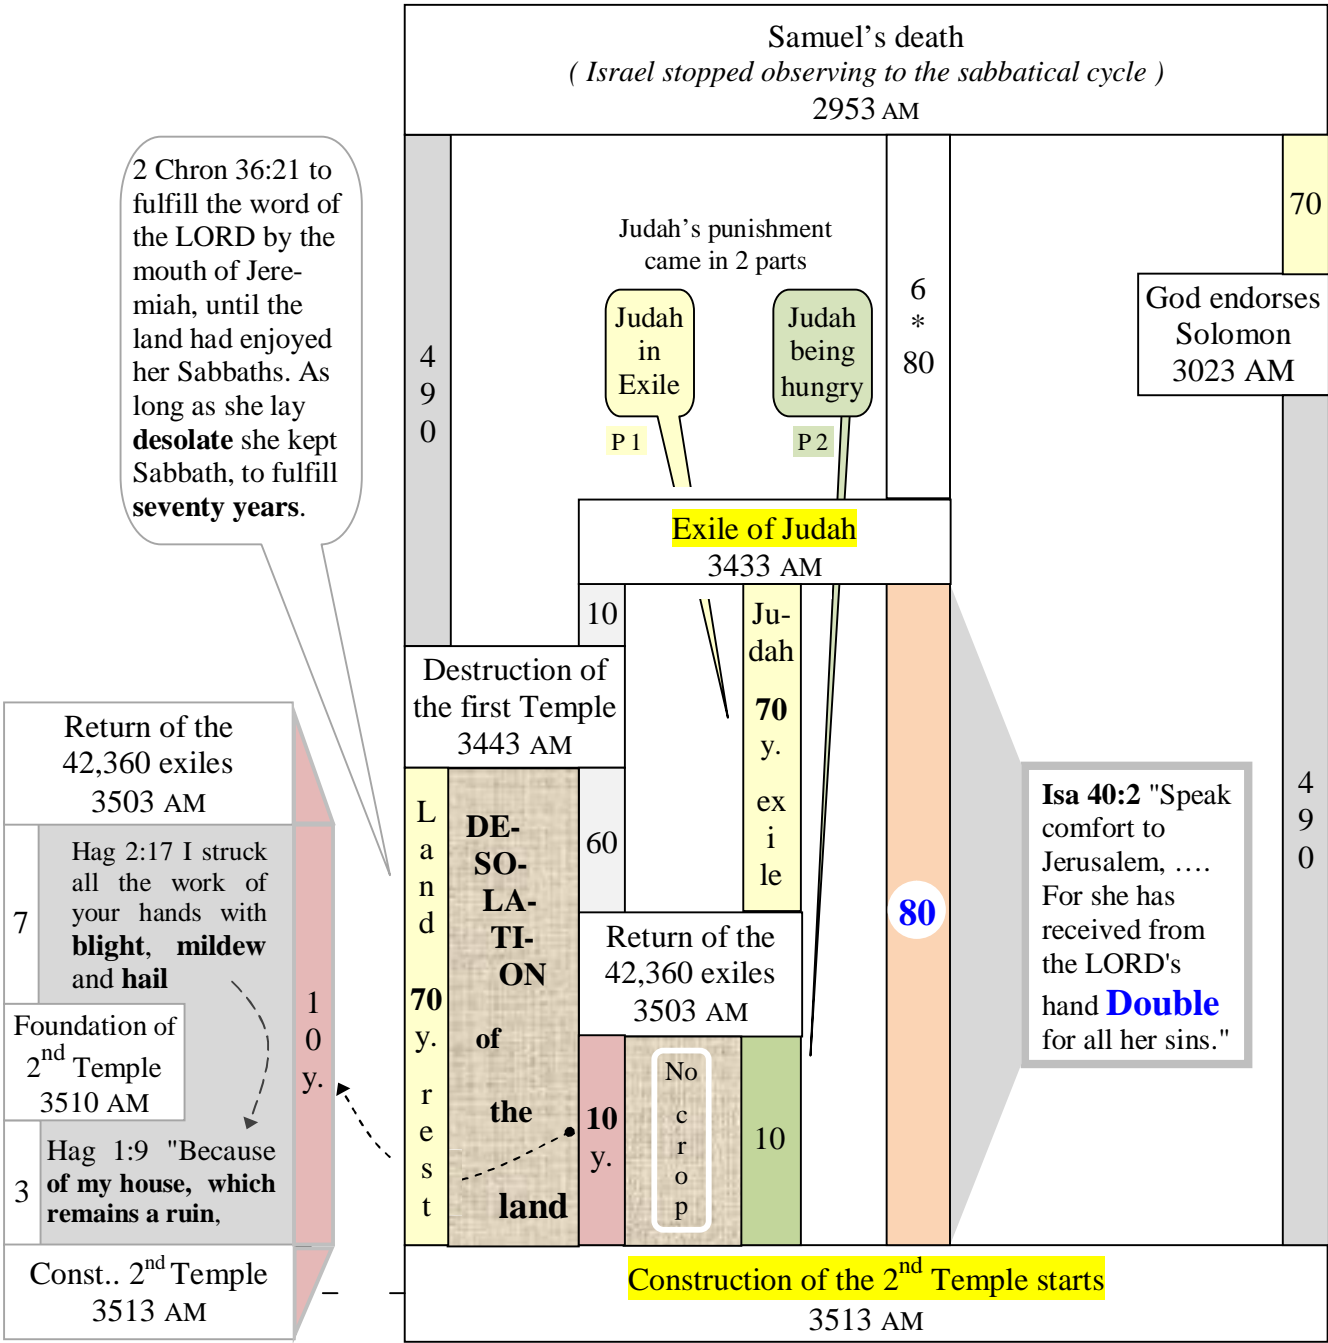 Samuel’s death
( Israel stopped observing to the sabbatical cycle )
2953 AM
2 Chron 36:21 to
fulfill the word of
the LORD by the
mouth of Jere-
miah, until the
land had enjoyed
her Sabbaths. As
long as she lay
desolate she kept
Sabbath, to fulfill
seventy years.
4
9
0
Judah’s punishment
came in 2 parts
Judah
in
Exile
P 1
Judah
being
hungry
P 2
6
*
80
70
God endorses
Solomon
3023 AM
Exile of Judah
3433 AM
10
Ju-
dah
70
y.
ex
i
le
Destruction of
the first Temple
3443 AM
Return of the
42,360 exiles
3503 AM
7
Hag 2:17 I struck
all the work of
your hands with
blight, mildew
and hail
Foundation of
2nd Temple
3510 AM
3
Hag 1:9 "Because
of my house, which
remains a ruin,
1
0
y.
Const.. 2nd Temple
3513 AM
L
a
n
d
70
y.
r
e
s
t
DE-
SO-
LA-
TI-
ON
of
the
land
60
Return of the
42,360 exiles
3503 AM
10
y.
No
c
r
o
p
10
80
Isa 40:2 "Speak
comfort to
Jerusalem, ….
For she has
received from
the LORD's
hand Double
for all her sins."
4
9
0
Construction of the 2nd Temple starts
3513 AM